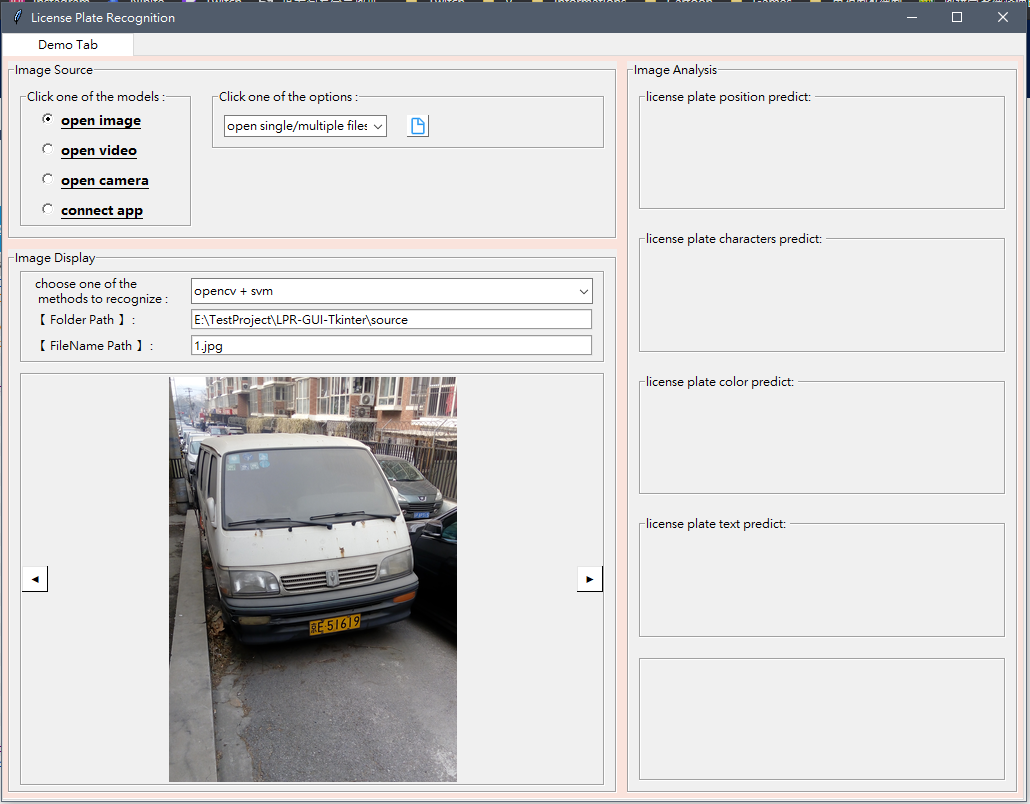 License Plate Recognition
Demo Tab
Image Source
Click one of the models :
open image
open video
open camera
connect app
Click one of the options :
open single/multiple files
Image Display
choose one of the
methods to recognize :
opencv + svm
【 Folder Path 】 :
E:\TestProject\LPR-GUI-Tkinter\source
【 FileName Path 】 :
1.jpg
◄
►
京E 51619
Image Analysis
license plate position predict:
license plate characters predict:
license plate color predict:
license plate text predict: